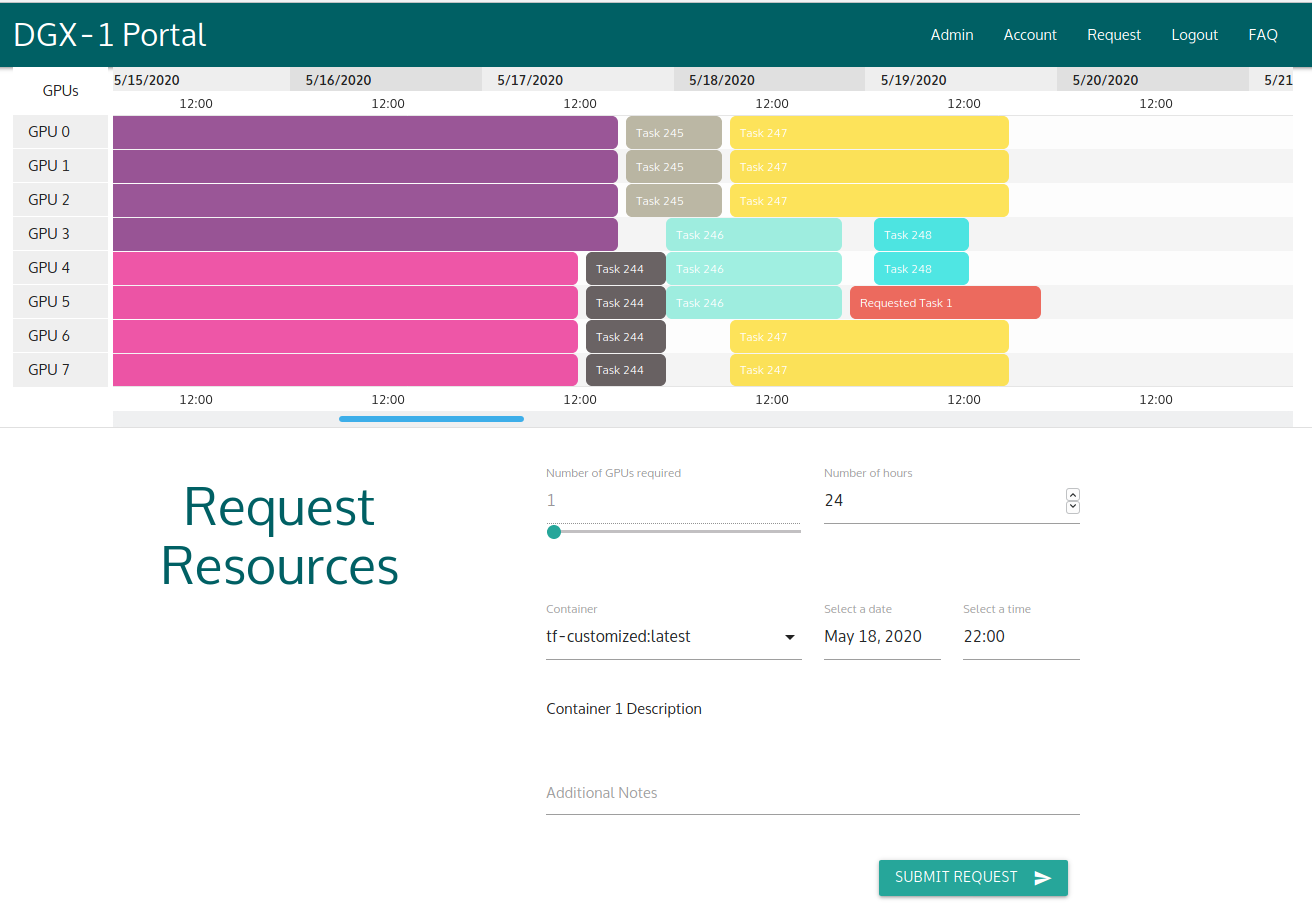 DGX-1 Portal
Admin Account Request Logout FAQ
GPUs
5/15/2020 5/16/2020 5/17/2020 5/18/2020 5/19/2020 5/20/2020 5/21
12:00 12:00 12:00 12:00 12:00 12:00
GPU 0 Task 245 Task 247
GPU 1 Task 245 Task 247
GPU 2 Task 245 Task 247
GPU 3 Task 246 Task 248
GPU 4 Task 244 Task 246 Task 248
GPU 5 Task 244 Task 246 Requested Task 1
GPU 6 Task 244 Task 247
GPU 7 Task 244 Task 247
12:00 12:00 12:00 12:00 12:00 12:00
Request
Resources
Number of GPUs required Number of hours
1 24
Container Select a date Select a time
tf-customized:latest May 18, 2020 22:00
Container 1 Description
Additional Notes
SUBMIT REQUEST